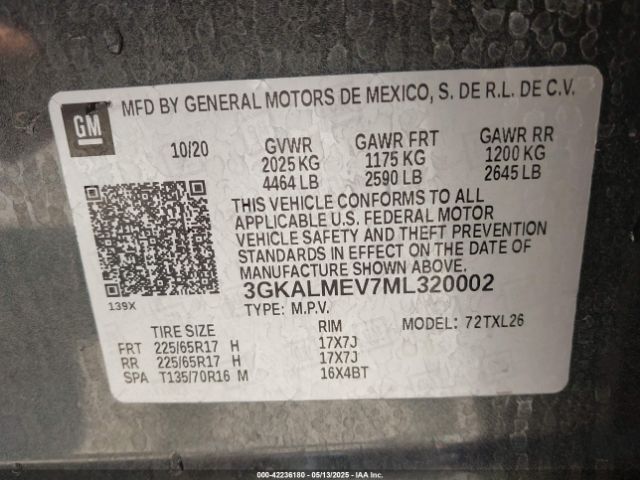 GM
MFD BY GENERAL MOTORS DE MEXICO, S. DE R.L. DE C.V.
10/20 GVWR GAWR FRT GAWR RR
2025 KG 1175 KG 1200 KG
4464 LB 2590 LB 2645 LB
THIS VEHICLE CONFORMS TO ALL
APPLICABLE U.S. FEDERAL MOTOR
VEHICLE SAFETY AND THEFT PREVENTION
STANDARDS IN EFFECT ON THE DATE OF
MANUFACTURE SHOWN ABOVE.
139X
3GKALMEV7ML320002
TYPE: M.P.V.
TIRE SIZE RIM MODEL: 72TXL26
FRT 225/65R17 H 17X7J
RR 225/65R17 H 17X7J
SPA T135/70R16 M 16X4BT
000-42236180 - 05/13/2025 - IAA Inc.